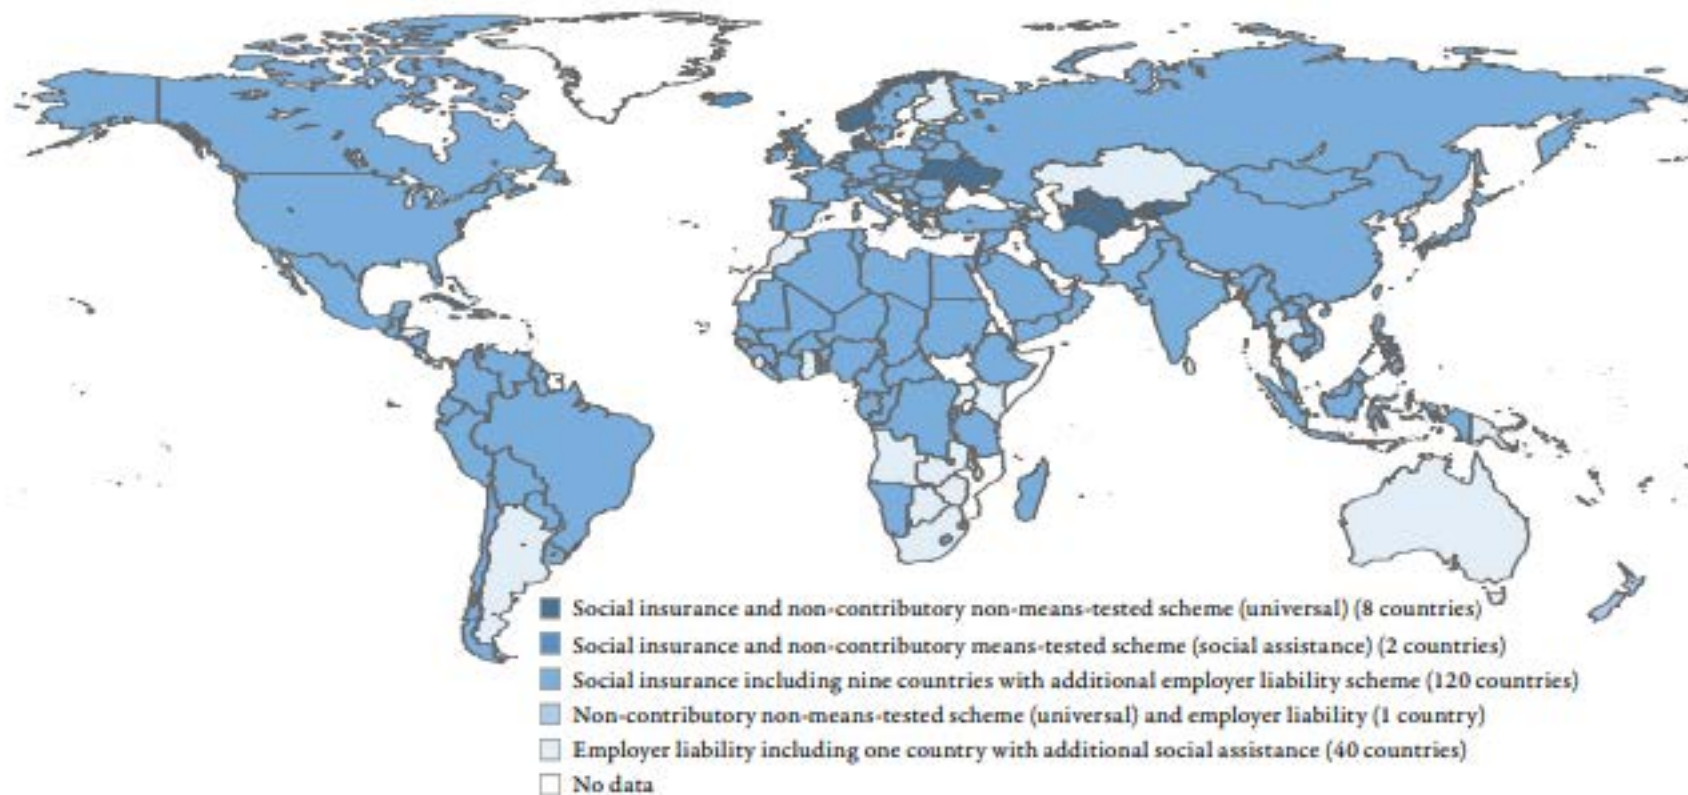 Social insurance and non-contributory non-means-tested scheme (universal) (8 countries)
Social insurance and non-contributory means-tested scheme (social assistance) (2 countries)
Social insurance including nine countries with additional employer liability scheme (120 countries)
Non-contributory non-means-tested scheme (universal) and employer liability (1 country)
Employer liability including one country with additional social assistance (40 countries)
No data